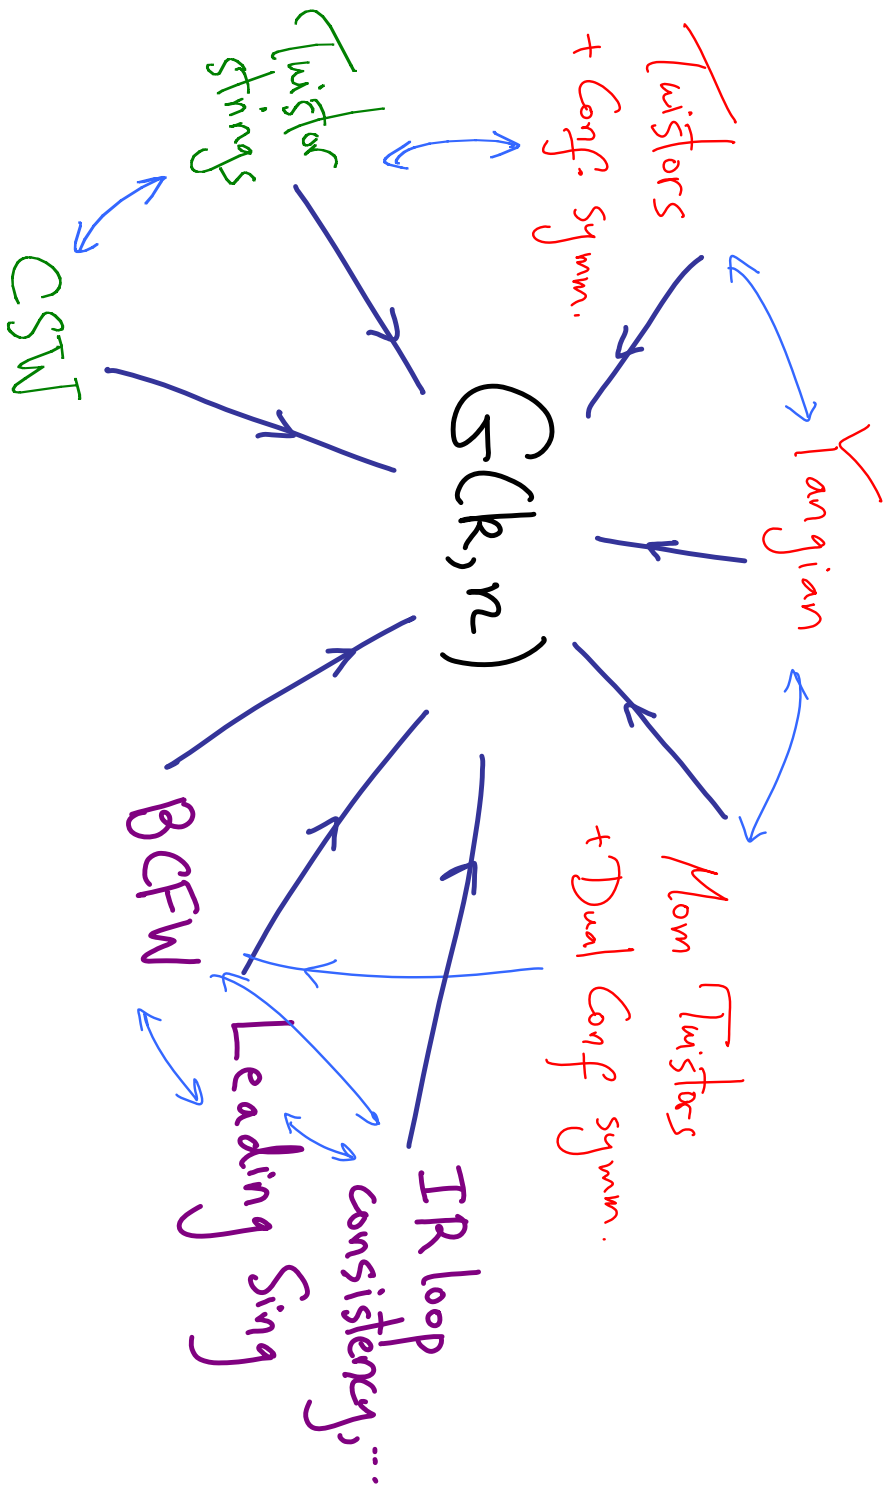 Twistors
+ Conf. symm.
Twistor
strings
Yangian
CSW
G(k,n)
Mom Twistors
+ Dual Conf symm.
BCFW
IR loop
consistency,...
Leading Sing